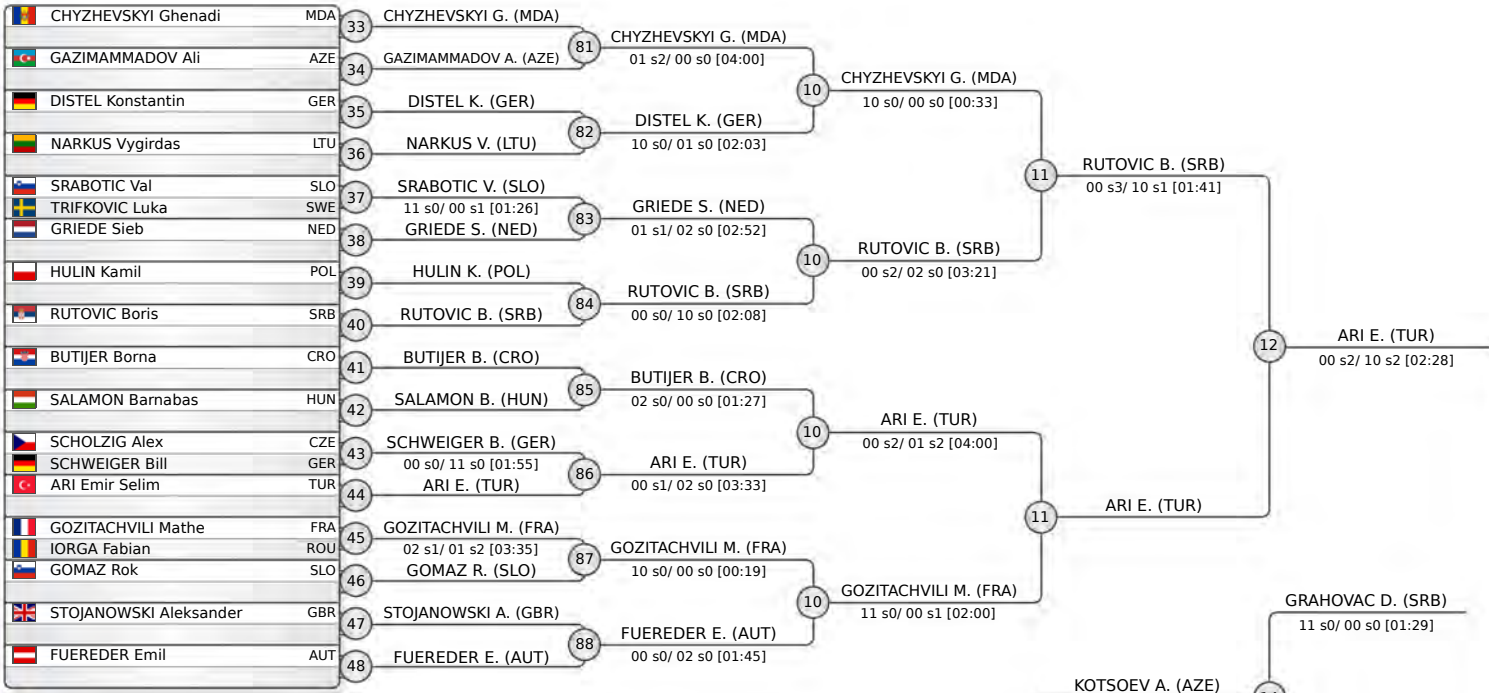 CHYZHEVSKYI Ghenadi MDA
GAZIMAMMADOV Ali AZE
DISTEL Konstantin GER
NARKUS Vygirdas LTU
SRABOTIC Val SLO
TRIFKOVIC Luka SWE
GRIEDE Sieb NED
HULIN Kamil POL
RUTOVIC Boris SRB
BUTIJER Borna CRO
SALAMON Barnabas HUN
SCHOLZIG Alex CZE
SCHWEIGER Bill GER
ARI Emir Selim TUR
GOZITACHVILI Mathe FRA
IORGA Fabian ROU
GOMAZ Rok SLO
STOJANOWSKI Aleksander GBR
FUEREDER Emil AUT
33 CHYZHEVSKYI G. (MDA)
34 GAZIMAMMADOV A. (AZE)
35 DISTEL K. (GER)
36 NARKUS V. (LTU)
37 SRABOTIC V. (SLO)
11 s0/ 00 s1 [01:26]
38 GRIEDE S. (NED)
39 HULIN K. (POL)
40 RUTOVIC B. (SRB)
41 BUTIJER B. (CRO)
42 SALAMON B. (HUN)
43 SCHWEIGER B. (GER)
00 s0/ 11 s0 [01:55]
44 ARI E. (TUR)
45 GOZITACHVILI M. (FRA)
02 s1/ 01 s2 [03:35]
46 GOMAZ R. (SLO)
47 STOJANOWSKI A. (GBR)
48 FUEREDER E. (AUT)
81 CHYZHEVSKYI G. (MDA)
01 s2/ 00 s0 [04:00]
82 DISTEL K. (GER)
10 s0/ 01 s0 [02:03]
83 GRIEDE S. (NED)
01 s1/ 02 s0 [02:52]
84 RUTOVIC B. (SRB)
00 s0/ 10 s0 [02:08]
85 BUTIJER B. (CRO)
02 s0/ 00 s0 [01:27]
86 ARI E. (TUR)
00 s1/ 02 s0 [03:33]
87 GOZITACHVILI M. (FRA)
10 s0/ 00 s0 [00:19]
88 FUEREDER E. (AUT)
00 s0/ 02 s0 [01:45]
10 CHYZHEVSKYI G. (MDA)
10 s0/ 00 s0 [00:33]
10 RUTOVIC B. (SRB)
00 s2/ 02 s0 [03:21]
10 ARI E. (TUR)
00 s2/ 01 s2 [04:00]
10 GOZITACHVILI M. (FRA)
11 s0/ 00 s1 [02:00]
11 RUTOVIC B. (SRB)
00 s3/ 10 s1 [01:41]
11 ARI E. (TUR)
12 ARI E. (TUR)
00 s2/ 10 s2 [02:28]
GRAHOVAC D. (SRB)
11 s0/ 00 s0 [01:29]
KOTSOEV A. (AZE)